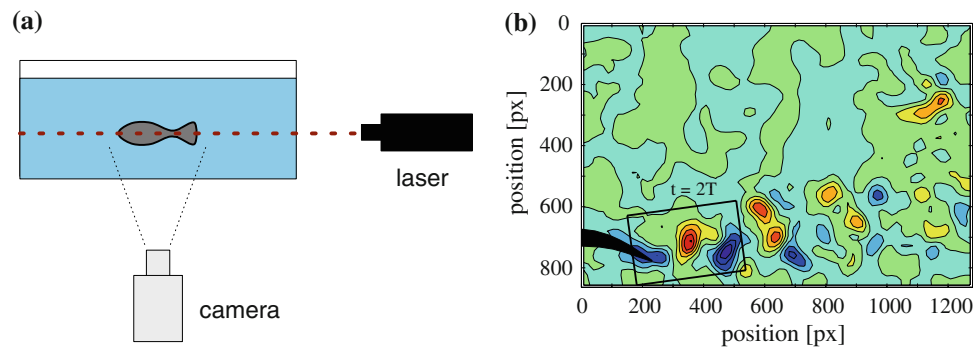 (a)
laser
camera
(b)
position [px]
0
200
400
600
800
t = 2T
0 200 400 600 800 1000 1200
position [px]